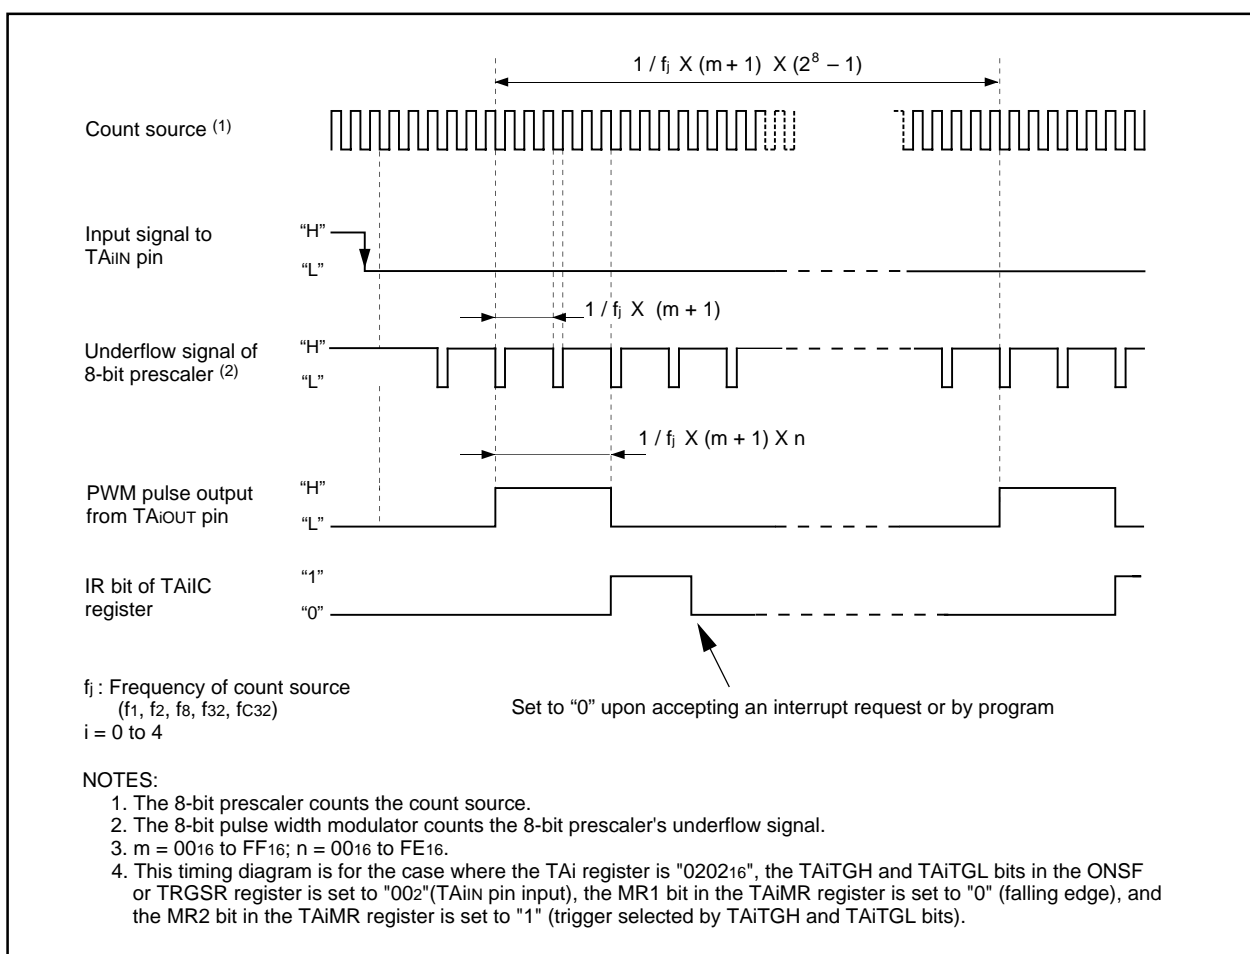 1 / fj X (m + 1) X (2⁸ – 1)
Count source (1)
Input signal to
TAiIN pin
“H”
“L”
1 / fj X (m + 1)
Underflow signal of
8-bit prescaler (2)
“H”
“L”
1 / fj X (m + 1) X n
PWM pulse output
from TAiOUT pin
“H”
“L”
IR bit of TAiIC
register
“1”
“0”
fj : Frequency of count source
(f1, f2, f8, f32, fC32)
i = 0 to 4
Set to “0” upon accepting an interrupt request or by program
NOTES:
1. The 8-bit prescaler counts the count source.
2. The 8-bit pulse width modulator counts the 8-bit prescaler's underflow signal.
3. m = 0016 to FF16; n = 0016 to FE16.
4. This timing diagram is for the case where the TAi register is "020216", the TAiTGH and TAiTGL bits in the ONSF
or TRGSR register is set to "002"(TAiIN pin input), the MR1 bit in the TAiMR register is set to "0" (falling edge), and
the MR2 bit in the TAiMR register is set to "1" (trigger selected by TAiTGH and TAiTGL bits).